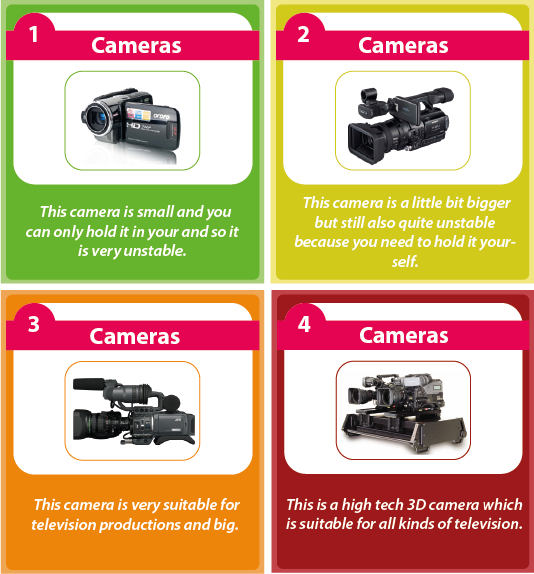 1
Cameras
HD
This camera is small and you
can only hold it in your and so it
is very unstable.
2
Cameras
This camera is a little bit bigger
but still also quite unstable
because you need to hold it your-
self.
3
Cameras
This camera is very suitable for
television productions and big.
4
Cameras
This is a high tech 3D camera which
is suitable for all kinds of television.